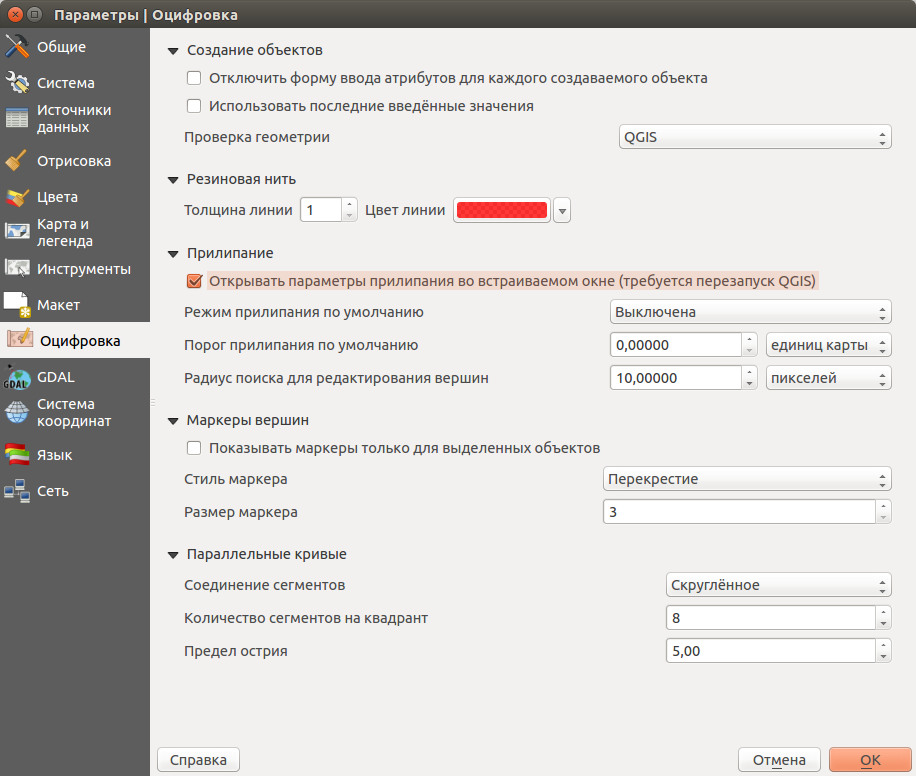 Параметры | Оцифровка
Общие
Система
Источники
данных
Отрисовка
Цвета
Карта и
легенда
Инструменты
Макет
Оцифровка
GDAL
Система
координат
Язык
Сеть
Создание объектов
Отключить форму ввода атрибутов для каждого создаваемого объекта
Использовать последние введённые значения
Проверка геометрии QGIS
Резиновая нить
Толщина линии 1 Цвет линии
Прилипание
Открывать параметры прилипания во встраиваемом окне (требуется перезапуск QGIS)
Режим прилипания по умолчанию Выключена
Порог прилипания по умолчанию 0,00000 единиц карты
Радиус поиска для редактирования вершин 10,00000 пикселей
Маркеры вершин
Показывать маркеры только для выделенных объектов
Стиль маркера Перекрестие
Размер маркера 3
Параллельные кривые
Соединение сегментов Скруглённое
Количество сегментов на квадрант 8
Предел острия 5,00
Справка Отмена OK